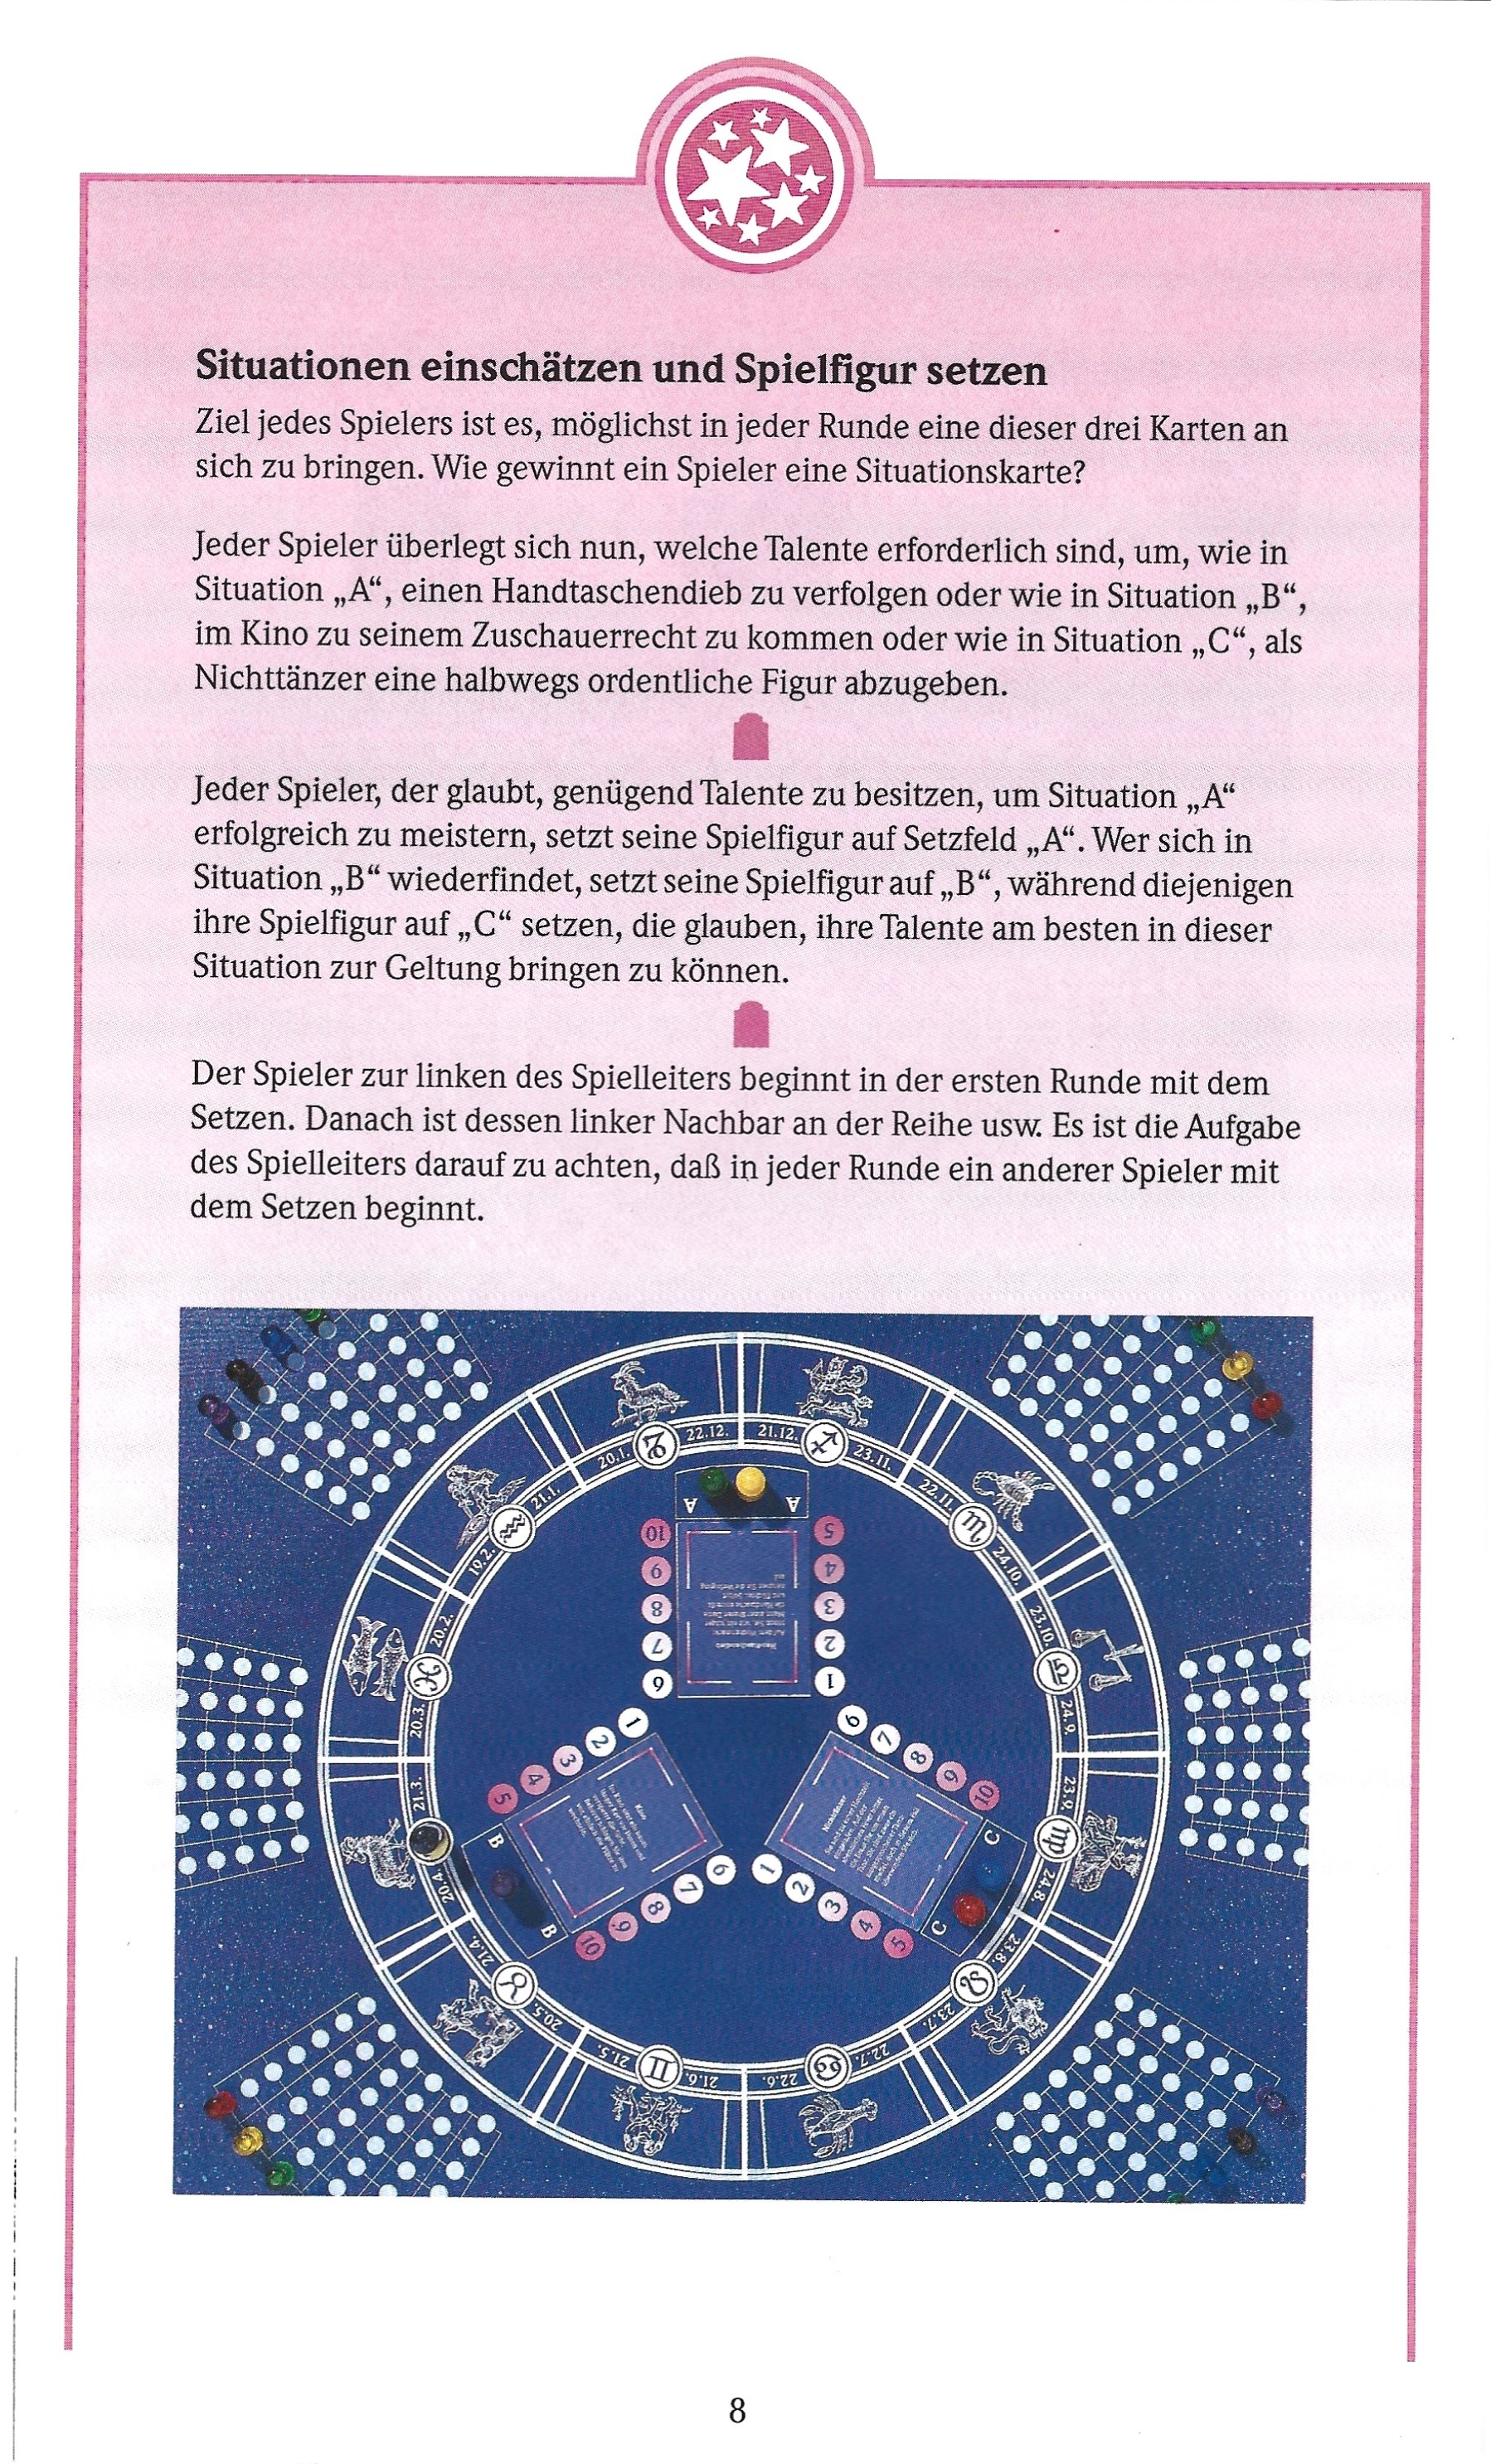 Situationen einschätzen und Spielfigur setzen
Ziel jedes Spielers ist es, möglichst in jeder Runde eine dieser drei Karten an
sich zu bringen. Wie gewinnt ein Spieler eine Situationskarte?
Jeder Spieler überlegt sich nun, welche Talente erforderlich sind, um, wie in
Situation „A“, einen Handtaschendieb zu verfolgen oder wie in Situation „B“,
im Kino zu seinem Zuschauerrecht zu kommen oder wie in Situation „C“, als
Nichttänzer eine halbwegs ordentliche Figur abzugeben.
Jeder Spieler, der glaubt, genügend Talente zu besitzen, um Situation „A“
erfolgreich zu meistern, setzt seine Spielfigur auf Setzfeld „A“. Wer sich in
Situation „B“ wiederfindet, setzt seine Spielfigur auf „B“, während diejenigen
ihre Spielfigur auf „C“ setzen, die glauben, ihre Talente am besten in dieser
Situation zur Geltung bringen zu können.
Der Spieler zur linken des Spielleiters beginnt in der ersten Runde mit dem
Setzen. Danach ist dessen linker Nachbar an der Reihe usw. Es ist die Aufgabe
des Spielleiters darauf zu achten, daß in jeder Runde ein anderer Spieler mit
dem Setzen beginnt.
22.12.
21.12.
23.11.
22.11.
24.10.
23.10.
24.9.
23.9.
24.8.
23.8.
23.7.
22.7.
22.6.
21.6.
21.5.
20.5.
21.4.
20.4.
21.3.
20.3.
20.2.
19.2.
21.1.
20.1.
A
A
10
9
8
7
6
5
4
3
2
1
B
B
1
2
3
4
5
6
7
8
9
10
Kino
C
C
6
7
8
9
10
1
2
3
4
5
Nichttänzer
8